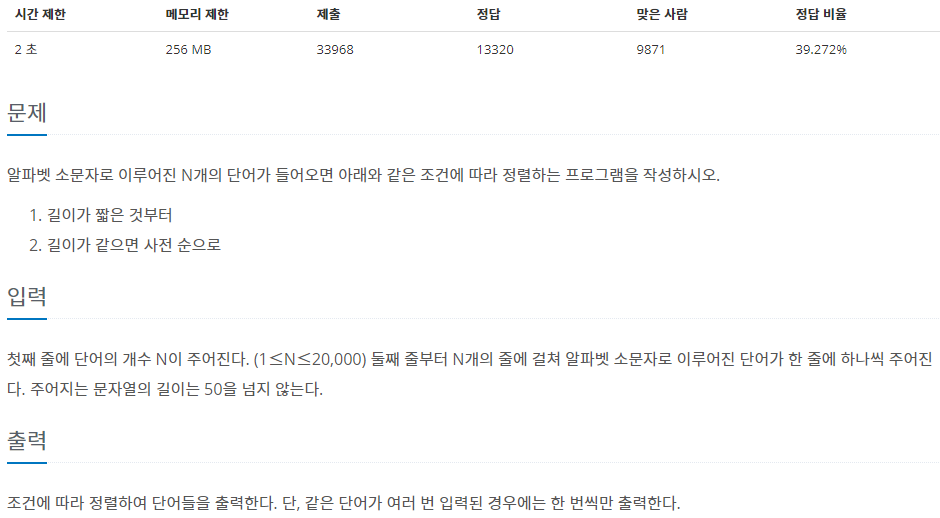 시간 제한 메모리 제한 제출 정답 맞은 사람 정답 비율
2 초 256 MB 33968 13320 9871 39.272%
문제
알파벳 소문자로 이루어진 N개의 단어가 들어오면 아래와 같은 조건에 따라 정렬하는 프로그램을 작성하시오.
1. 길이가 짧은 것부터
2. 길이가 같으면 사전 순으로
입력
첫째 줄에 단어의 개수 N이 주어진다. (1≤N≤20,000) 둘째 줄부터 N개의 줄에 걸쳐 알파벳 소문자로 이루어진 단어가 한 줄에 하나씩 주어진
다. 주어지는 문자열의 길이는 50을 넘지 않는다.
출력
조건에 따라 정렬하여 단어들을 출력한다. 단, 같은 단어가 여러 번 입력된 경우에는 한 번씩만 출력한다.